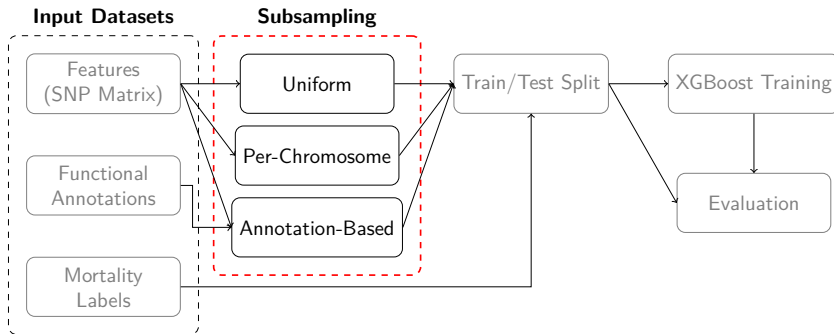 Input Datasets
Subsampling
Features
(SNP Matrix)
Uniform
Train/Test Split
XGBoost Training
Per-Chromosome
Functional
Annotations
Annotation-Based
Evaluation
Mortality
Labels